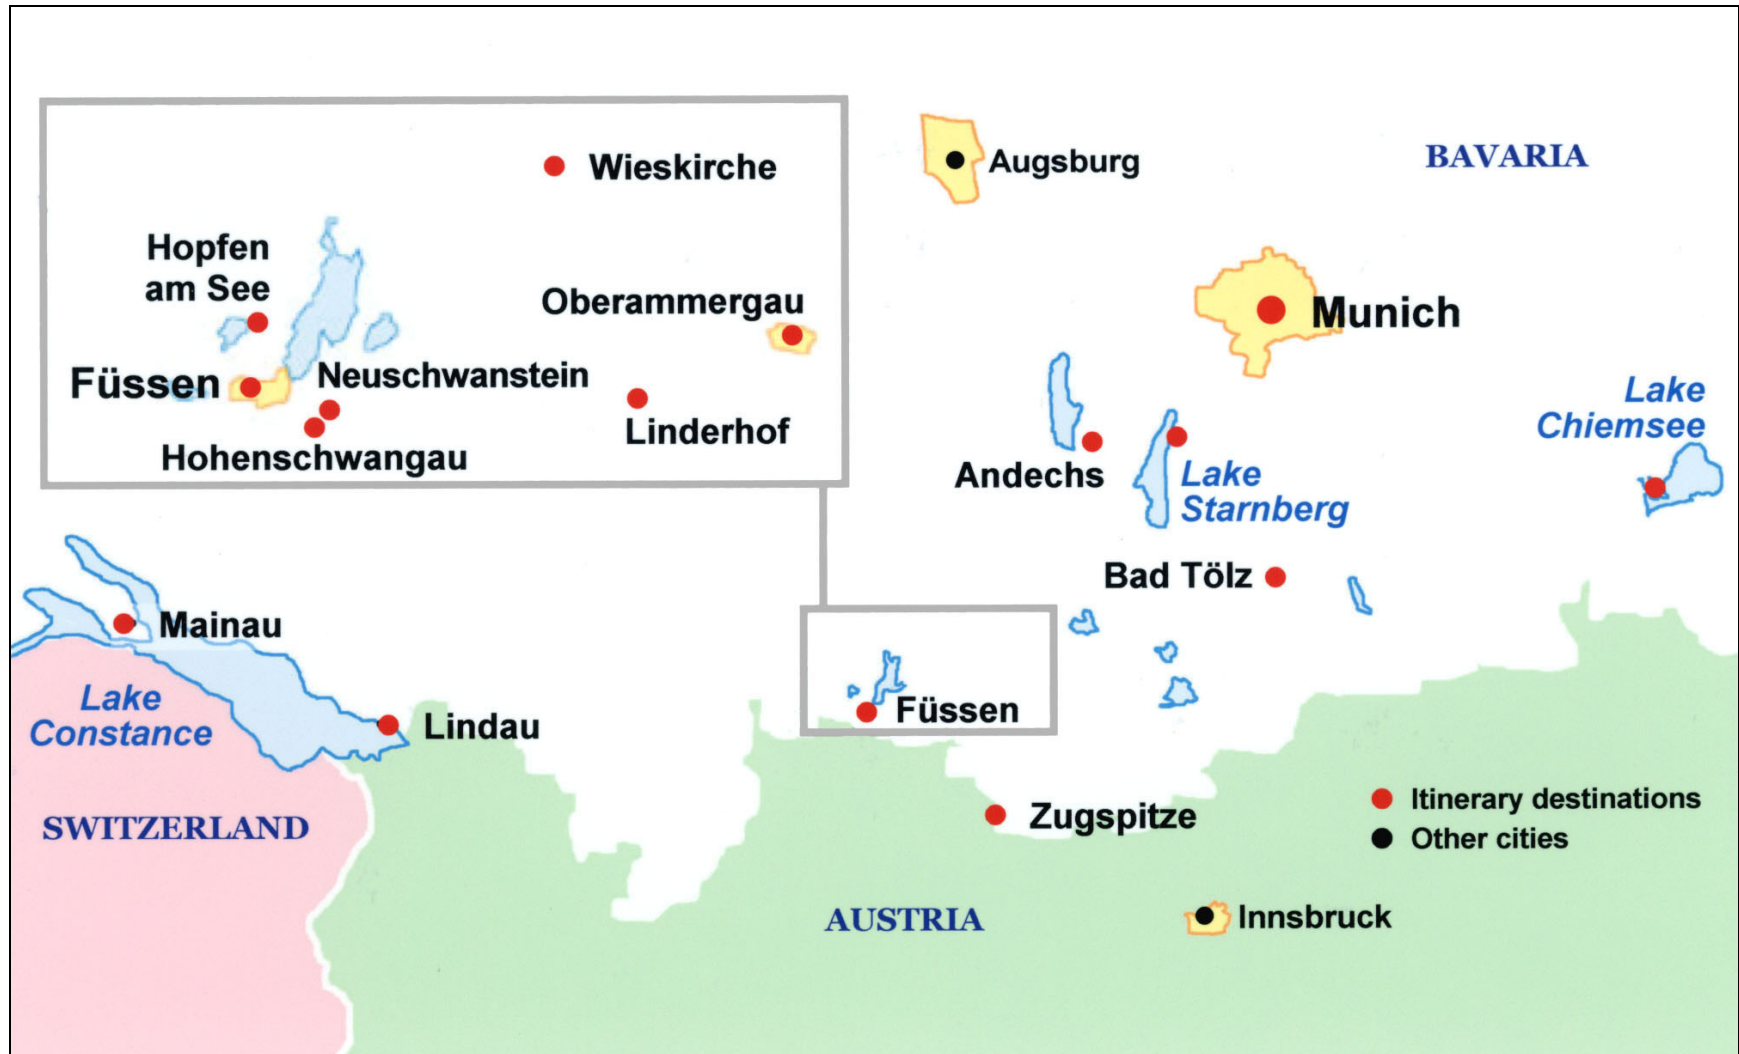 Wieskirche
Hopfen
am See
Oberammergau
Füssen
Neuschwanstein
Linderhof
Hohenschwangau
Augsburg
BAVARIA
Munich
Lake
Chiemsee
Andechs
Lake
Starnberg
Bad Tölz
Mainau
Lake
Constance
Lindau
Füssen
Zugspitze
SWITZERLAND
AUSTRIA
Innsbruck
Itinerary destinations
Other cities